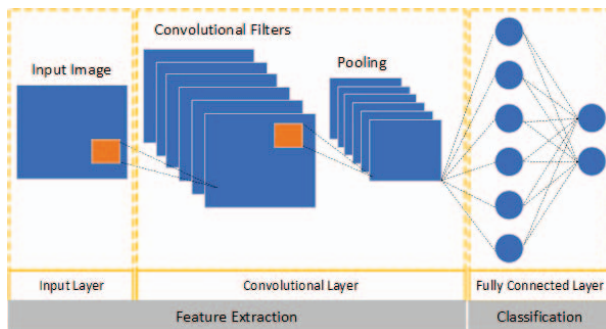 Convolutional Filters
Input Image
Pooling
Input Layer
Convolutional Layer
Fully Connected Layer
Feature Extraction
Classification